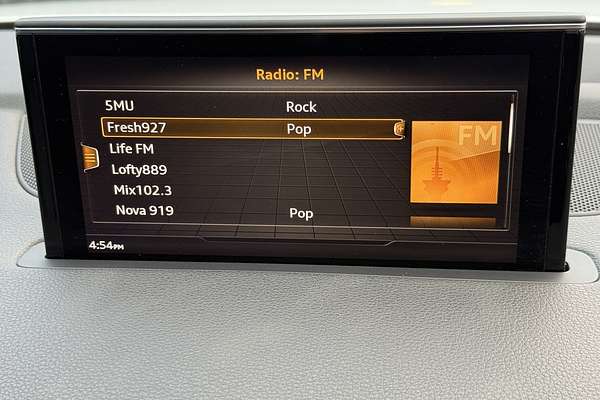 Radio: FM
5MU Rock
Fresh927 Pop
Life FM
Lofty889
Mix102.3
Nova 919 Pop
FM
4:54PM